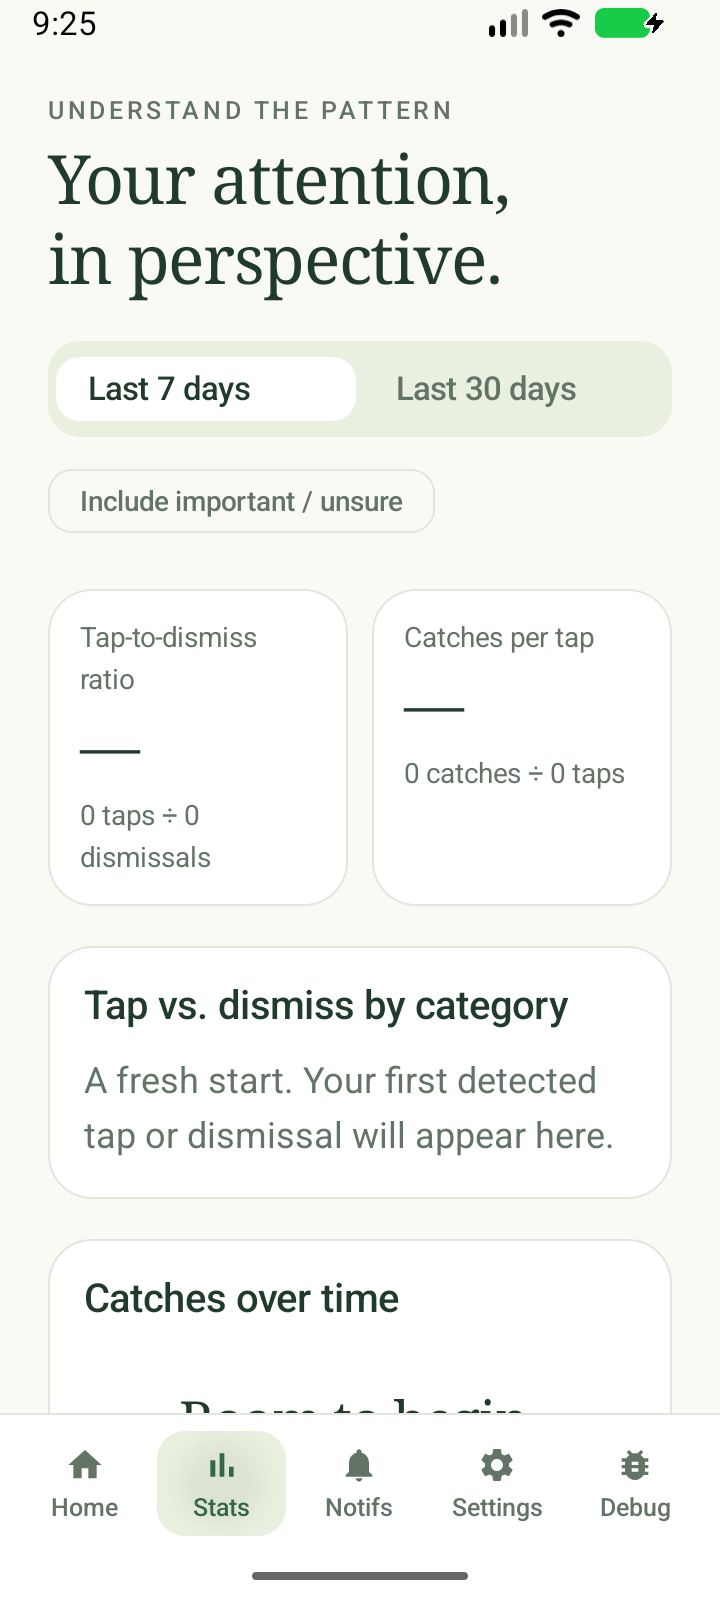 9:25
UNDERSTAND THE PATTERN
Your attention,
in perspective.
Last 7 days
Last 30 days
Include important / unsure
Tap-to-dismiss
ratio
—
0 taps ÷ 0
dismissals
Catches per tap
—
0 catches ÷ 0 taps
Tap vs. dismiss by category
A fresh start. Your first detected
tap or dismissal will appear here.
Catches over time
Room to begin
Home
Stats
Notifs
Settings
Debug